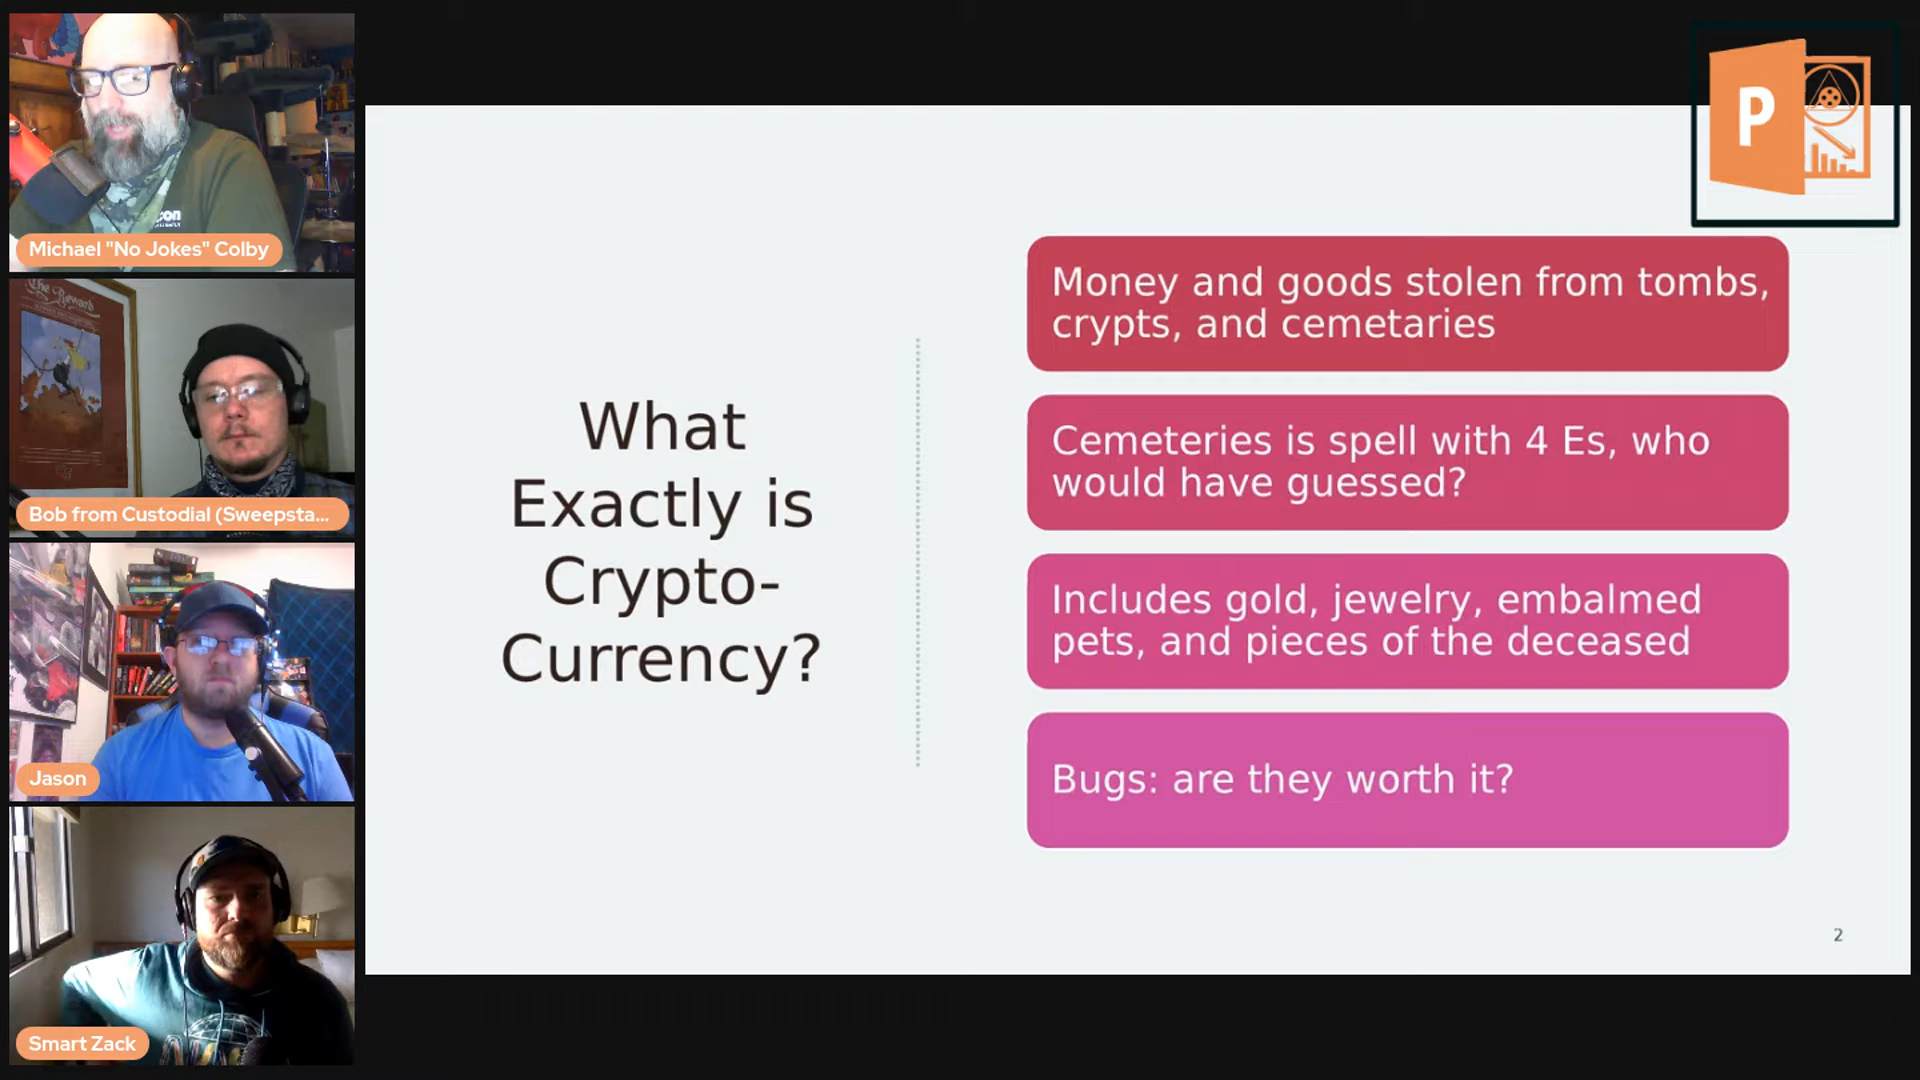 Michael "No Jokes" Colby
The Reward
Bob from Custodial (Sweepsta...
Jason
Smart Zack
What
Exactly is
Crypto-
Currency?
Money and goods stolen from tombs,
crypts, and cemetaries
Cemeteries is spell with 4 Es, who
would have guessed?
Includes gold, jewelry, embalmed
pets, and pieces of the deceased
Bugs: are they worth it?
2
P